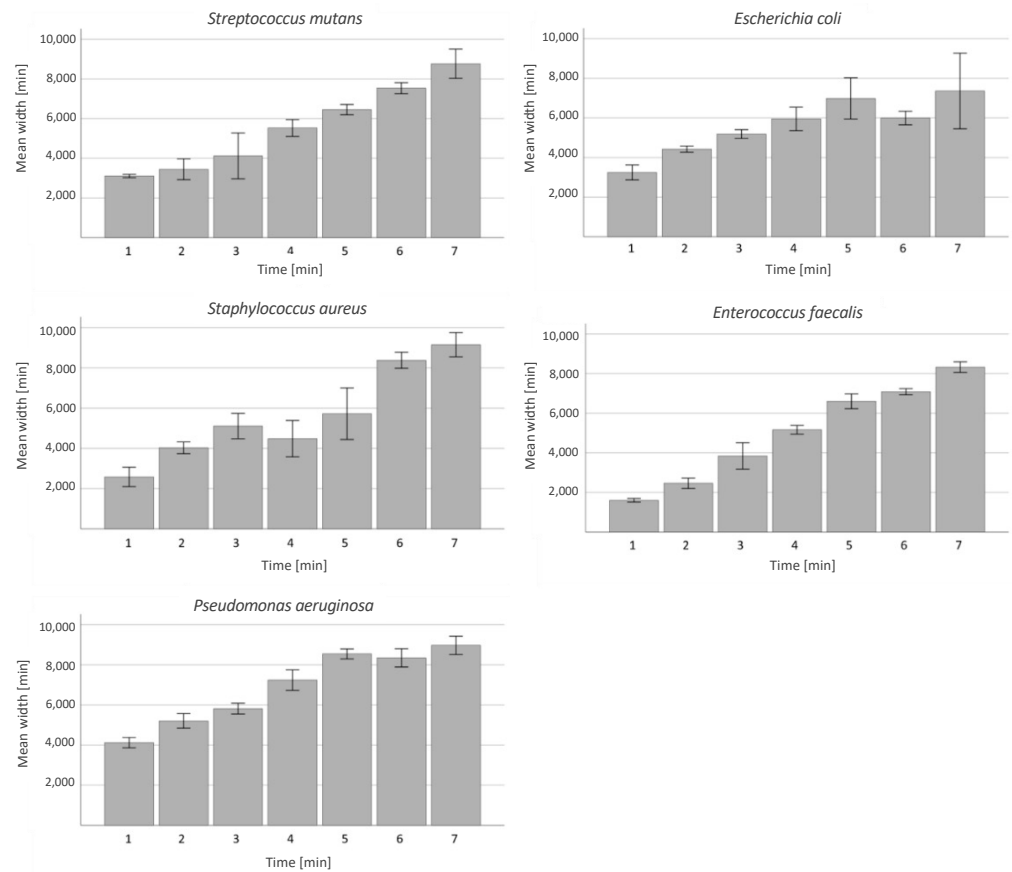 Streptococcus mutans
10,000
8,000
6,000
4,000
2,000
Mean width [min]
1 2 3 4 5 6 7
Time [min]
Escherichia coli
10,000
8,000
6,000
4,000
2,000
Mean width [min]
1 2 3 4 5 6 7
Time [min]
Staphylococcus aureus
10,000
8,000
6,000
4,000
2,000
Mean width [min]
1 2 3 4 5 6 7
Time [min]
Enterococcus faecalis
10,000
8,000
6,000
4,000
2,000
Mean width [min]
1 2 3 4 5 6 7
Time [min]
Pseudomonas aeruginosa
10,000
8,000
6,000
4,000
2,000
Mean width [min]
1 2 3 4 5 6 7
Time [min]